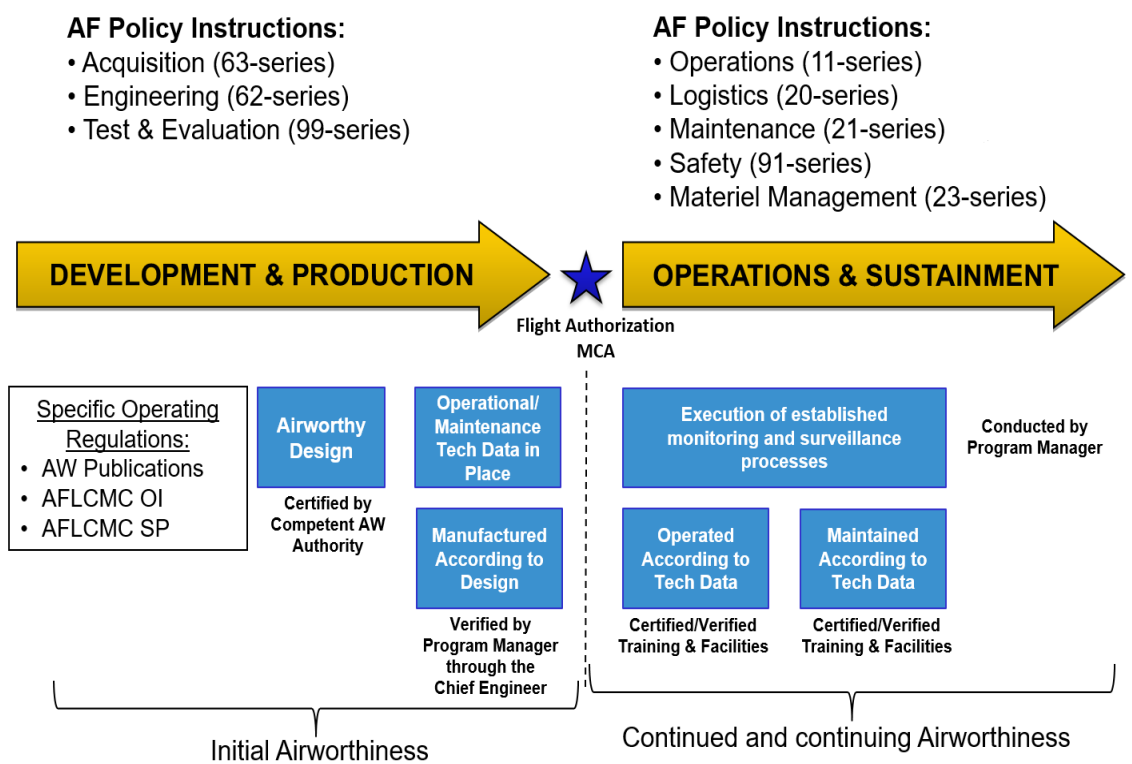 AF Policy Instructions:
• Acquisition (63-series)
• Engineering (62-series)
• Test & Evaluation (99-series)
AF Policy Instructions:
• Operations (11-series)
• Logistics (20-series)
• Maintenance (21-series)
• Safety (91-series)
• Materiel Management (23-series)
DEVELOPMENT & PRODUCTION
OPERATIONS & SUSTAINMENT
Flight Authorization
MCA
Specific Operating
Regulations:
• AW Publications
• AFLCMC OI
• AFLCMC SP
Airworthy
Design
Certified by
Competent AW
Authority
Operational/
Maintenance
Tech Data in
Place
Manufactured
According to
Design
Verified by
Program Manager
through the
Chief Engineer
Execution of established
monitoring and surveillance
processes
Conducted by
Program Manager
Operated
According to
Tech Data
Certified/Verified
Training & Facilities
Maintained
According to
Tech Data
Certified/Verified
Training & Facilities
Initial Airworthiness
Continued and continuing Airworthiness